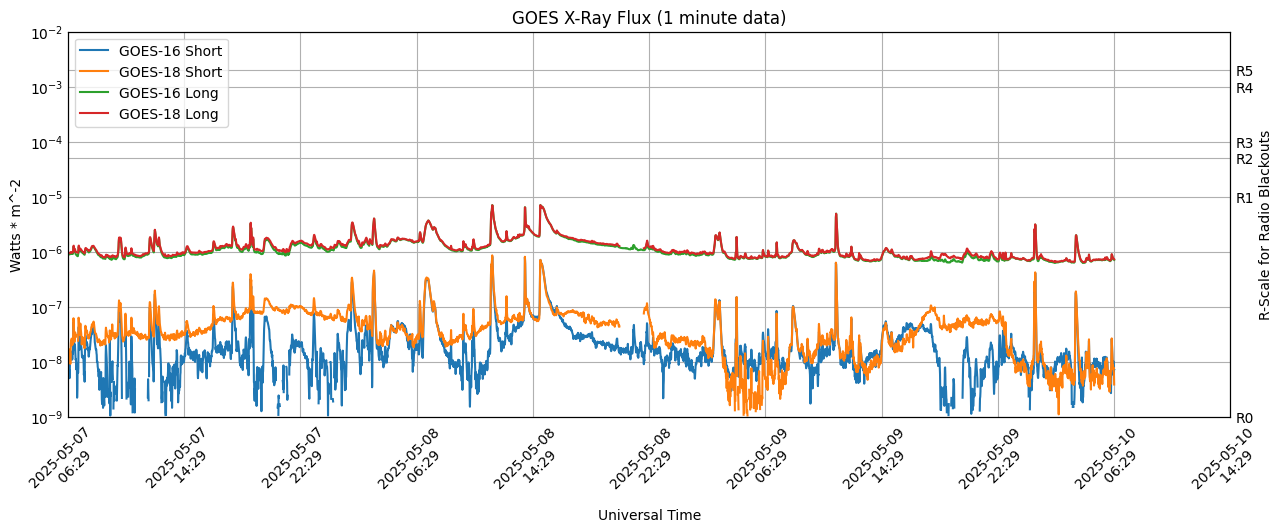 GOES X-Ray Flux (1 minute data)
GOES-16 Short
GOES-18 Short
GOES-16 Long
GOES-18 Long
10^-2
10^-3
10^-4
10^-5
10^-6
10^-7
10^-8
10^-9
Watts * m^-2
R5
R4
R3
R2
R1
R0
R-Scale for Radio Blackouts
2025-05-07
06:29
2025-05-07
14:29
2025-05-07
22:29
2025-05-08
06:29
2025-05-08
14:29
2025-05-08
22:29
2025-05-09
06:29
2025-05-09
14:29
2025-05-09
22:29
2025-05-10
06:29
2025-05-10
14:29
Universal Time